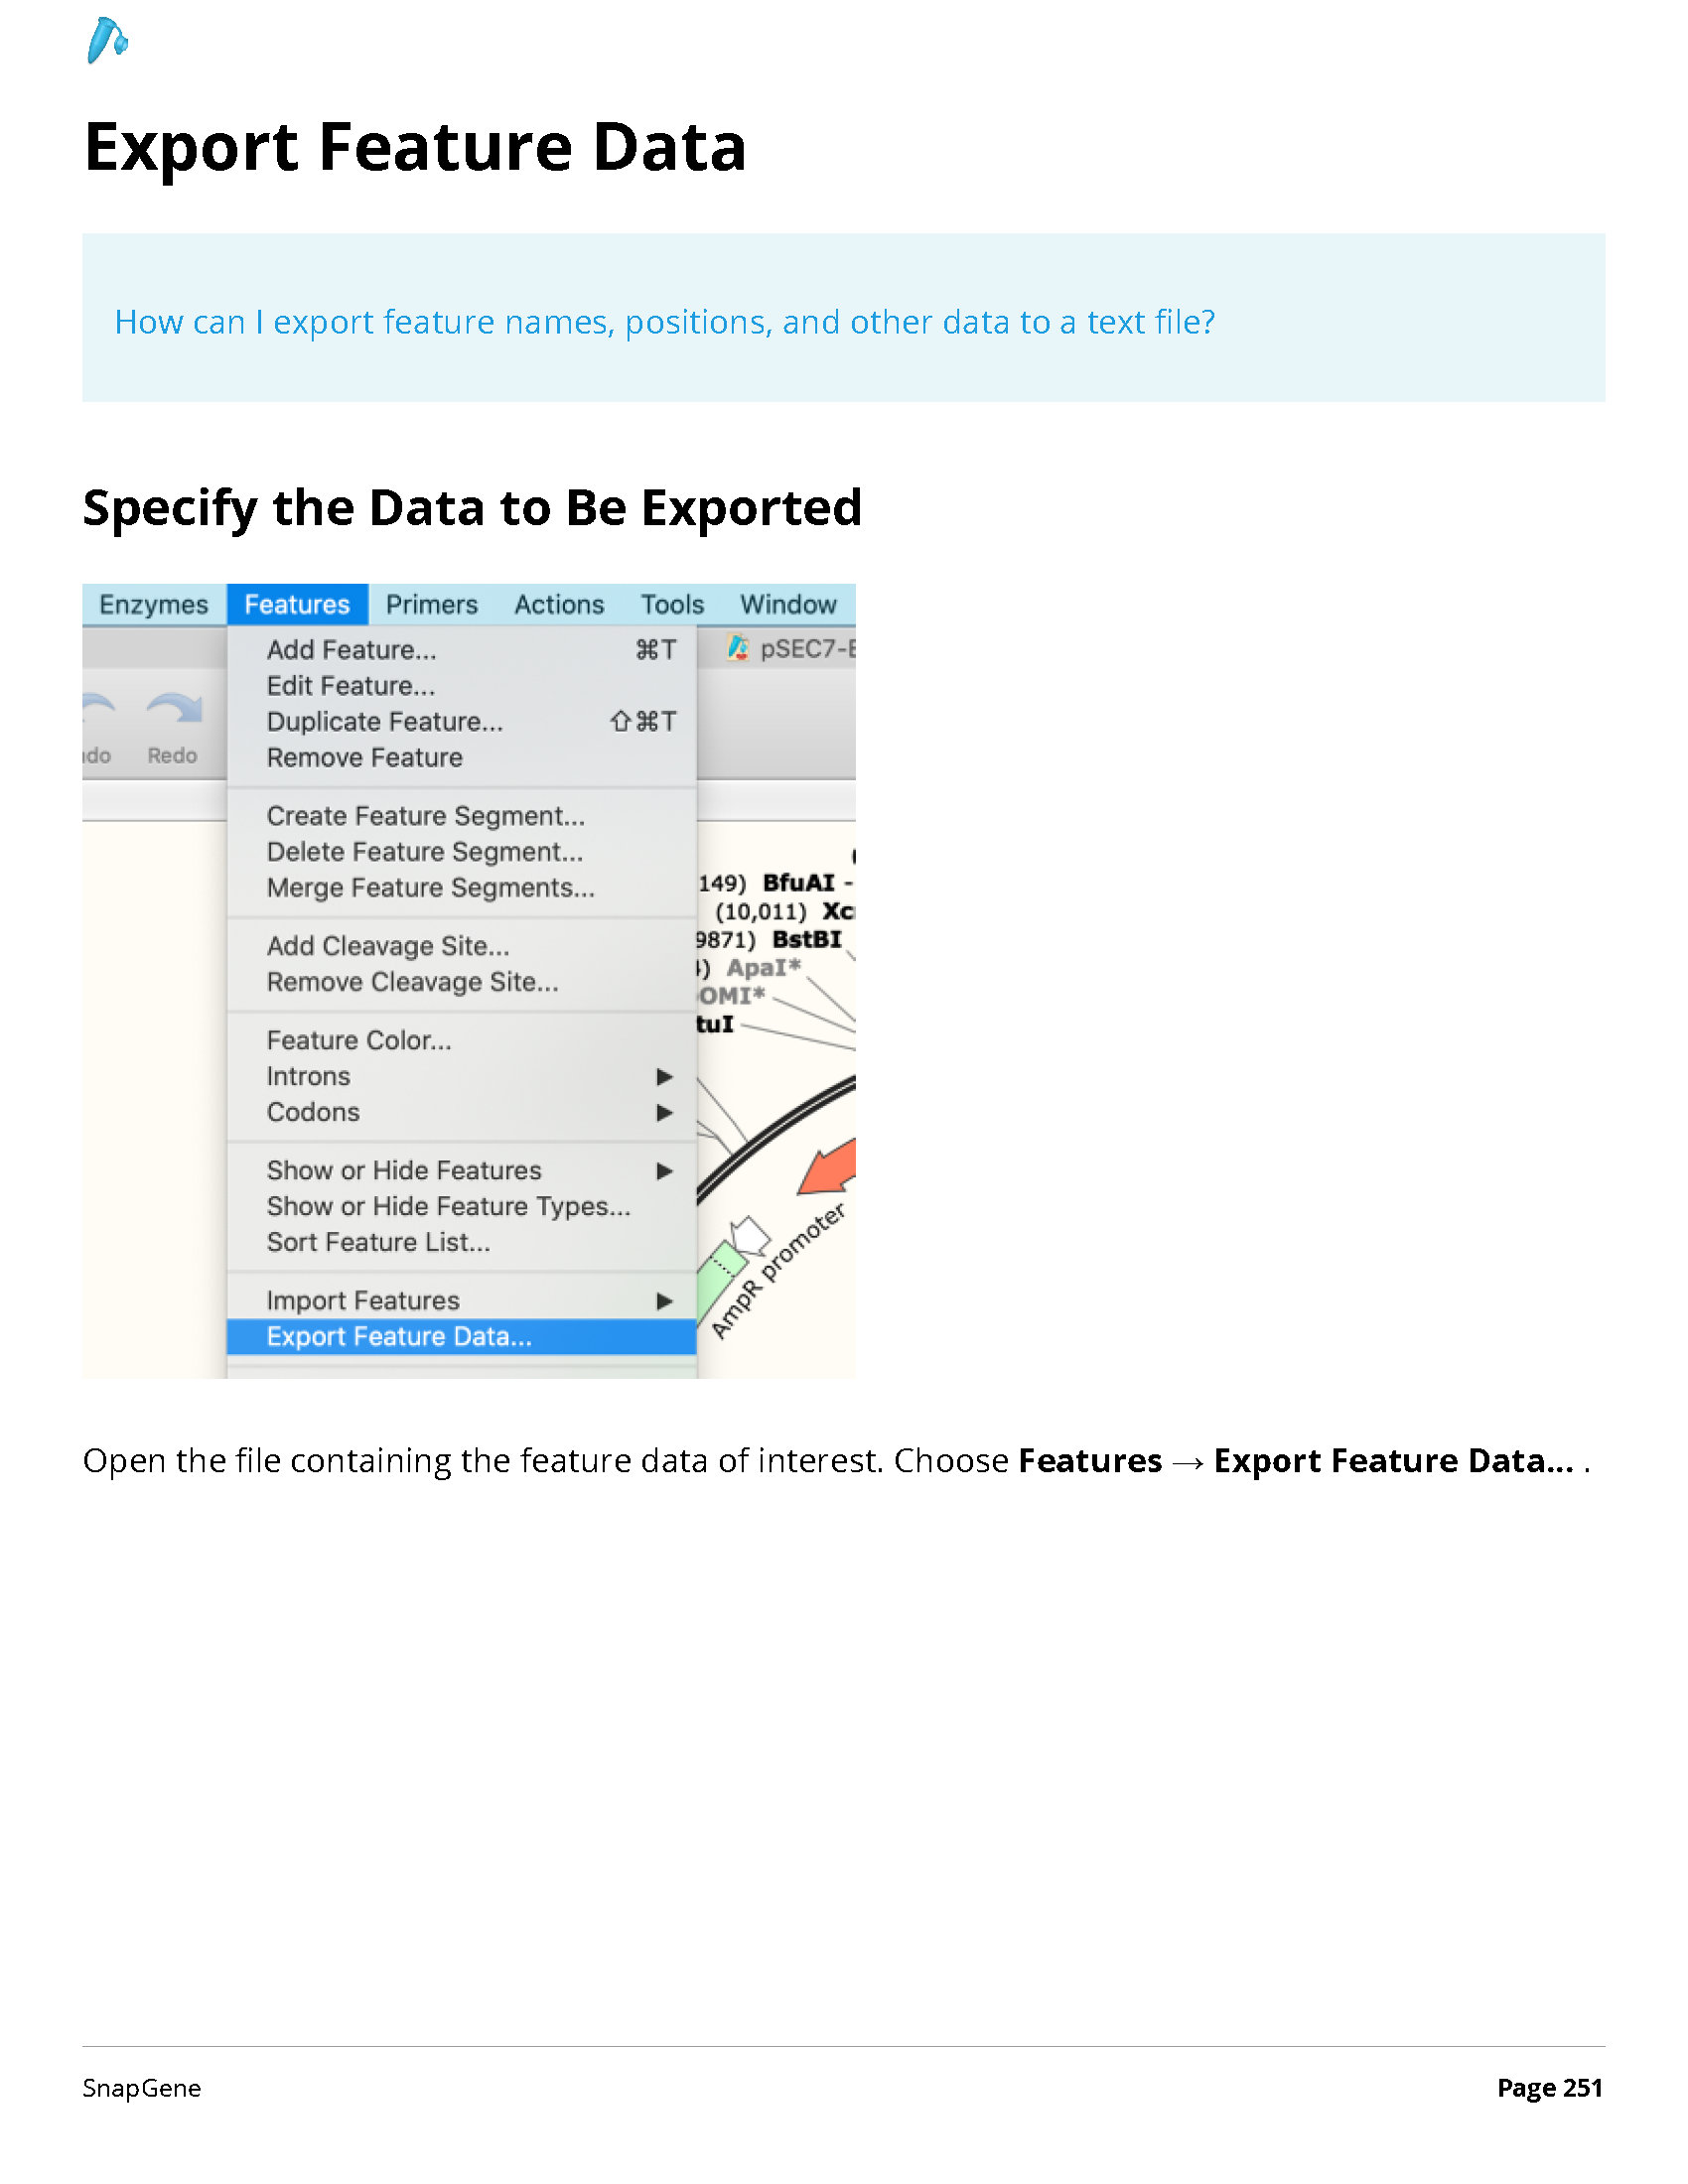 Export Feature Data
How can I export feature names, positions, and other data to a text file?
Specify the Data to Be Exported
Enzymes Features Primers Actions Tools Window
Add Feature... ⌘T
pSEC7-E
Edit Feature...
Duplicate Feature... ⇧⌘T
Redo
Remove Feature
Create Feature Segment...
Delete Feature Segment...
Merge Feature Segments...
149) BfuAI -
(10,011) Xc
Add Cleavage Site...
9871) BstBI
Remove Cleavage Site...
) ApaI*
OMI*
tuI
Feature Color...
Introns ▶
Codons ▶
Show or Hide Features ▶
Show or Hide Feature Types...
Sort Feature List...
AmpR promoter
Import Features ▶
Export Feature Data...
Open the file containing the feature data of interest. Choose Features → Export Feature Data... .
SnapGene Page 251